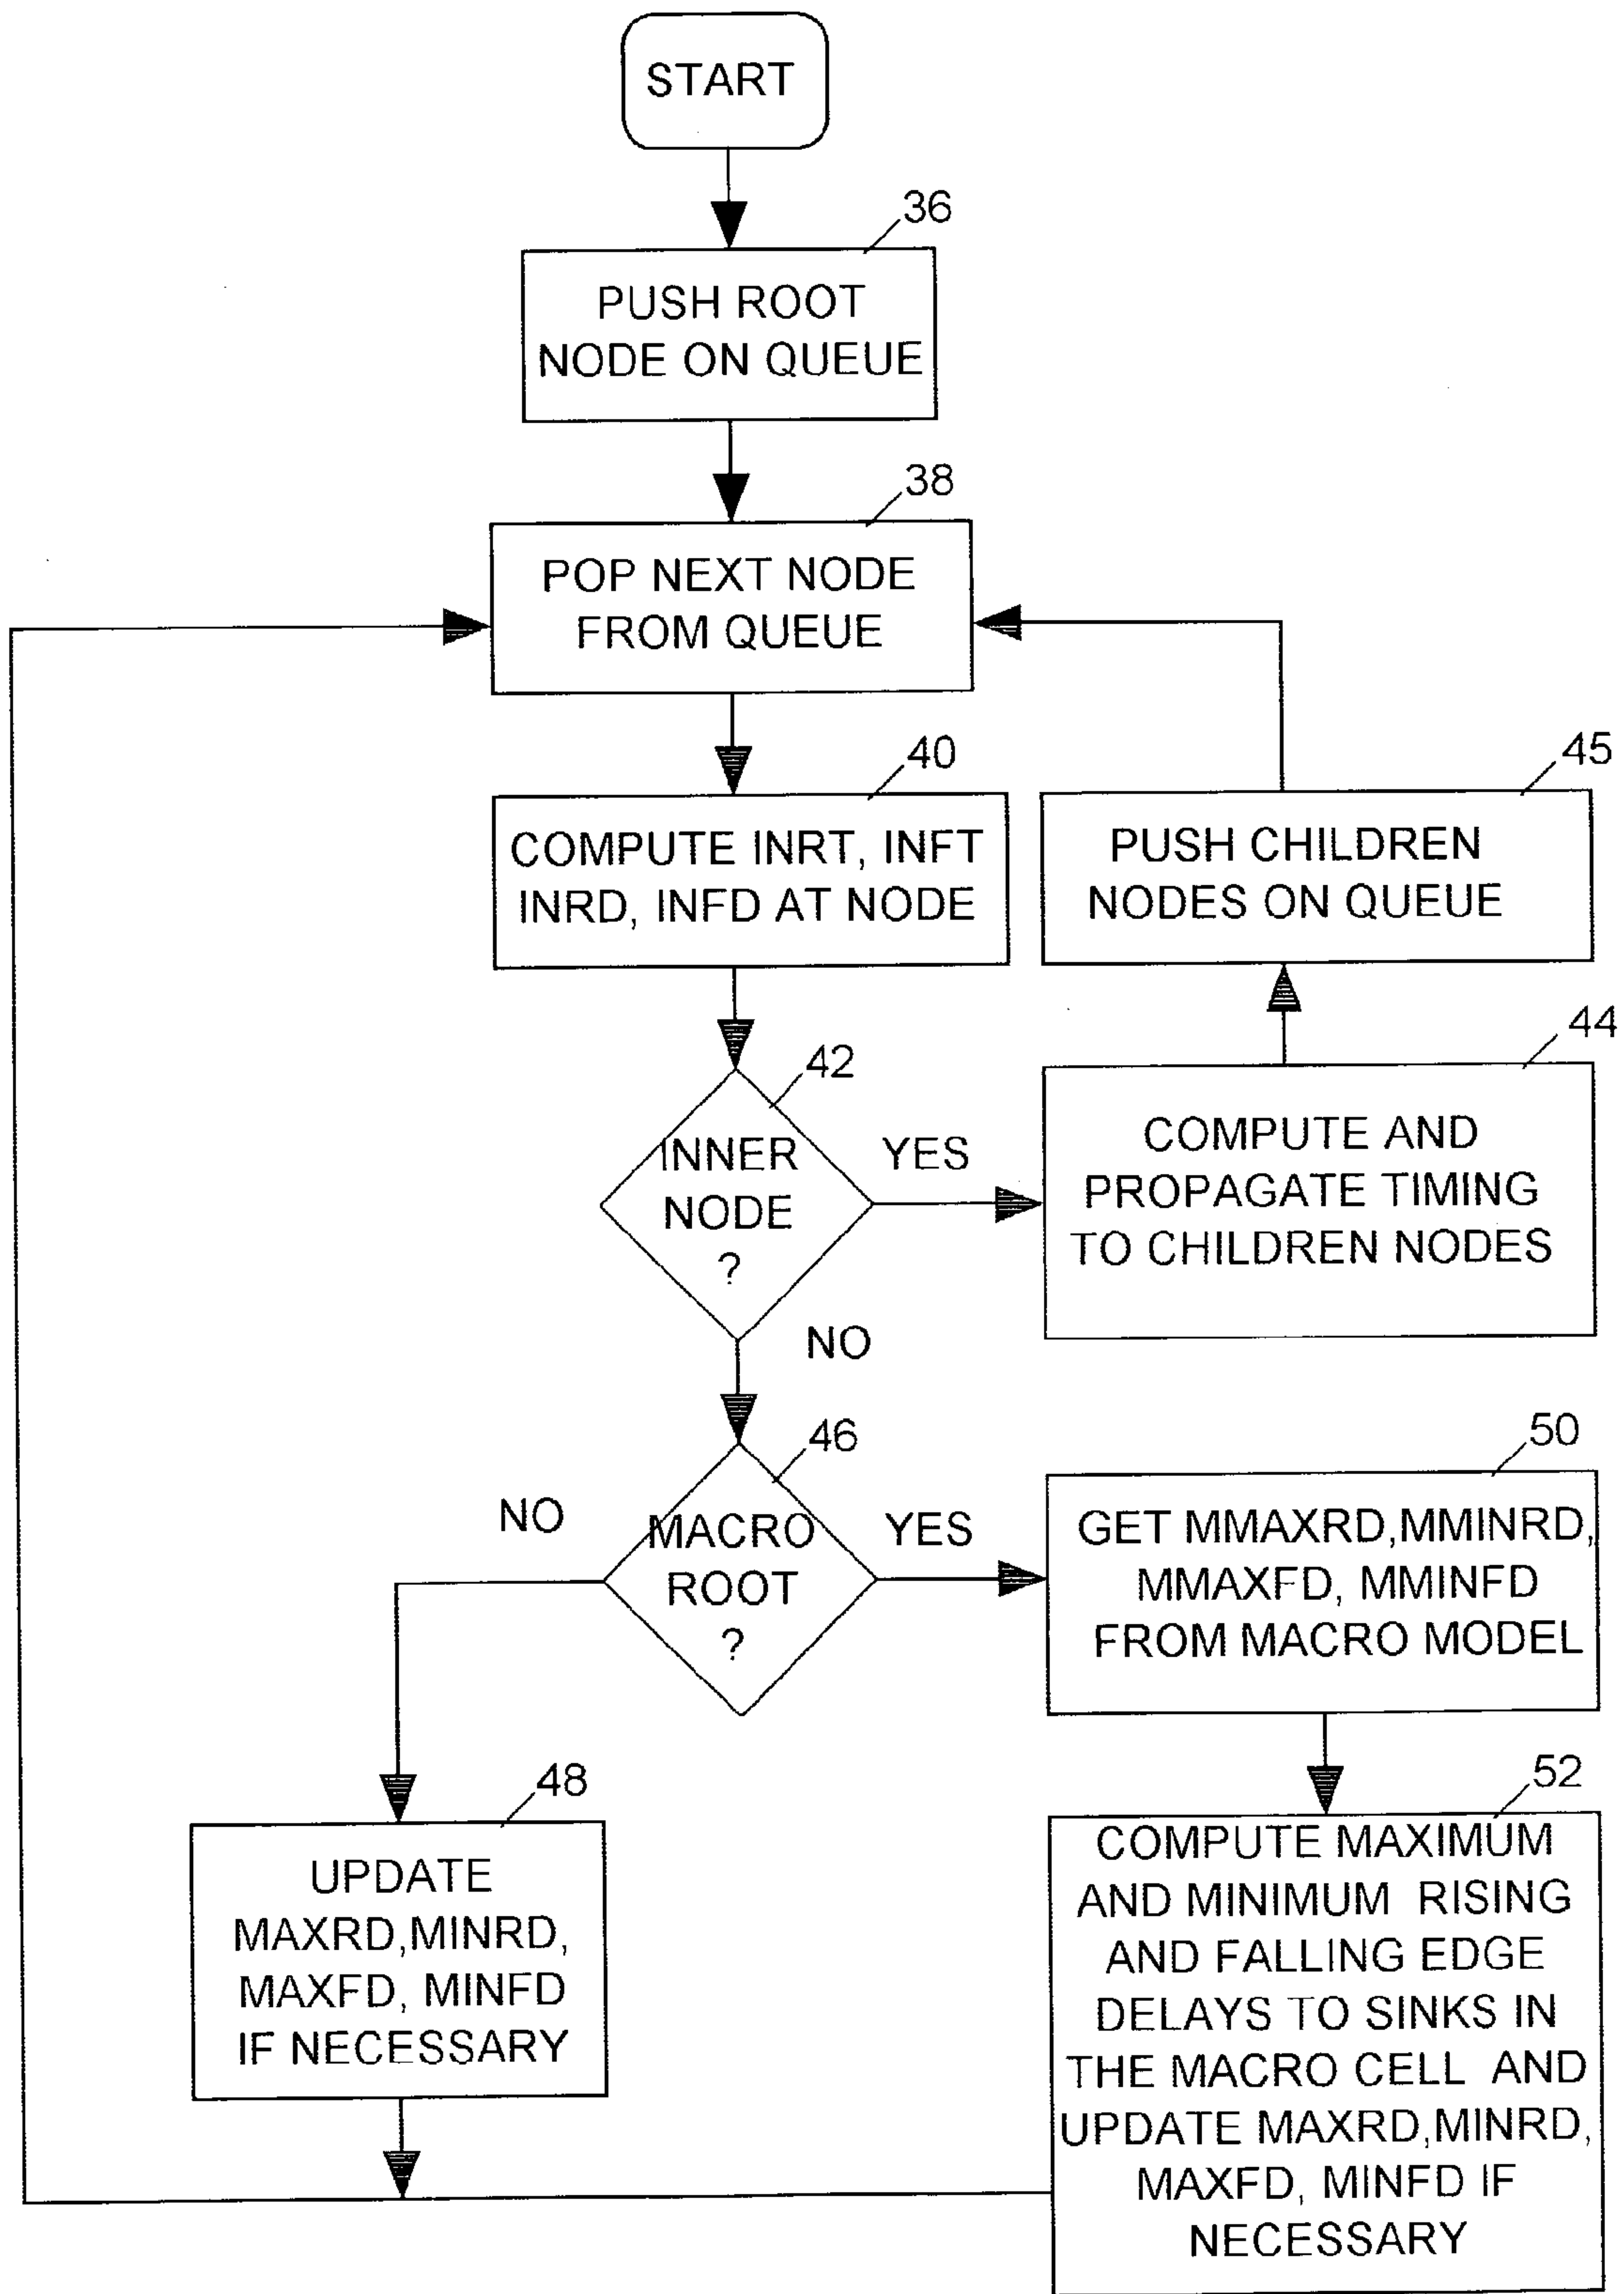 START
36
PUSH ROOT
NODE ON QUEUE
38
POP NEXT NODE
FROM QUEUE
40
COMPUTE INRT, INFT
INRD, INFD AT NODE
45
PUSH CHILDREN
NODES ON QUEUE
42
INNER
NODE
?
YES
NO
44
COMPUTE AND
PROPAGATE TIMING
TO CHILDREN NODES
46
MACRO
ROOT
?
NO
YES
50
GET MMAXRD,MMINRD,
MMAXFD, MMINFD
FROM MACRO MODEL
48
UPDATE
MAXRD,MINRD,
MAXFD, MINFD
IF NECESSARY
52
COMPUTE MAXIMUM
AND MINIMUM RISING
AND FALLING EDGE
DELAYS TO SINKS IN
THE MACRO CELL AND
UPDATE MAXRD,MINRD,
MAXFD, MINFD IF
NECESSARY